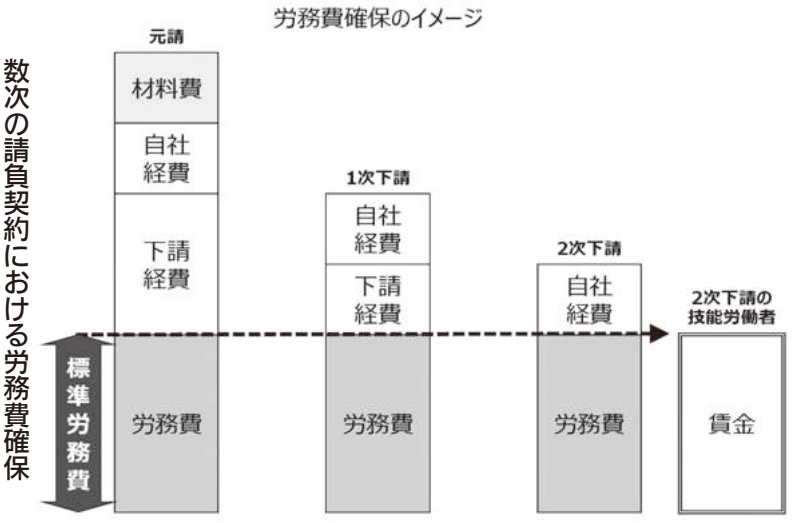 労務費確保のイメージ
数次の請負契約における労務費確保
元請
材料費
自社
経費
下請
経費
労務費
標準労務費
1次下請
自社
経費
下請
経費
労務費
2次下請
自社
経費
労務費
2次下請の
技能労働者
賃金